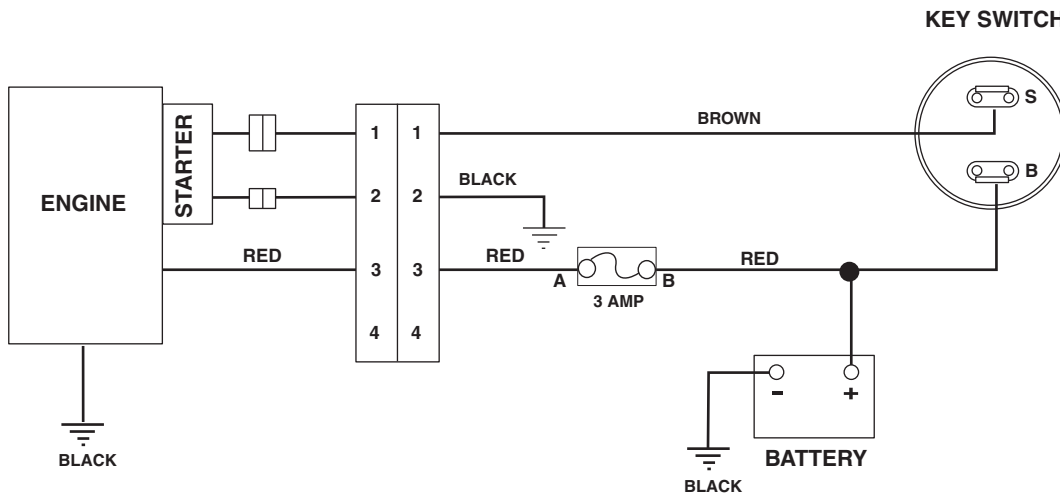 KEY SWITCH
S
BROWN
1 1
STARTER
BLACK
B
ENGINE
2 2
RED
RED
RED
3 3
A
B
3 AMP
4 4
- +
BLACK
BATTERY
BLACK